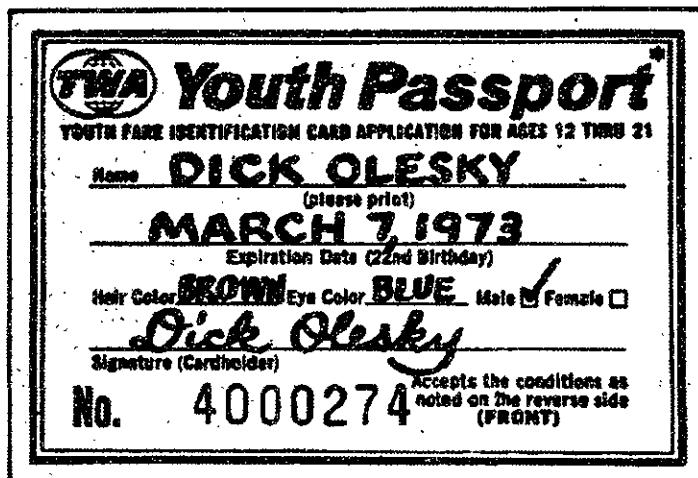 TWA Youth Passport*
YOUTH FARE IDENTIFICATION CARD APPLICATION FOR AGES 12 THRU 21
Name DICK OLESKY
(please print)
MARCH 7, 1973
Expiration Date (22nd Birthday)
Hair Color BROWN Eye Color BLUE Male Female
Dick Olesky
Signature (Cardholder)
No. 4000274
Accepts the conditions as
noted on the reverse side
(FRONT)